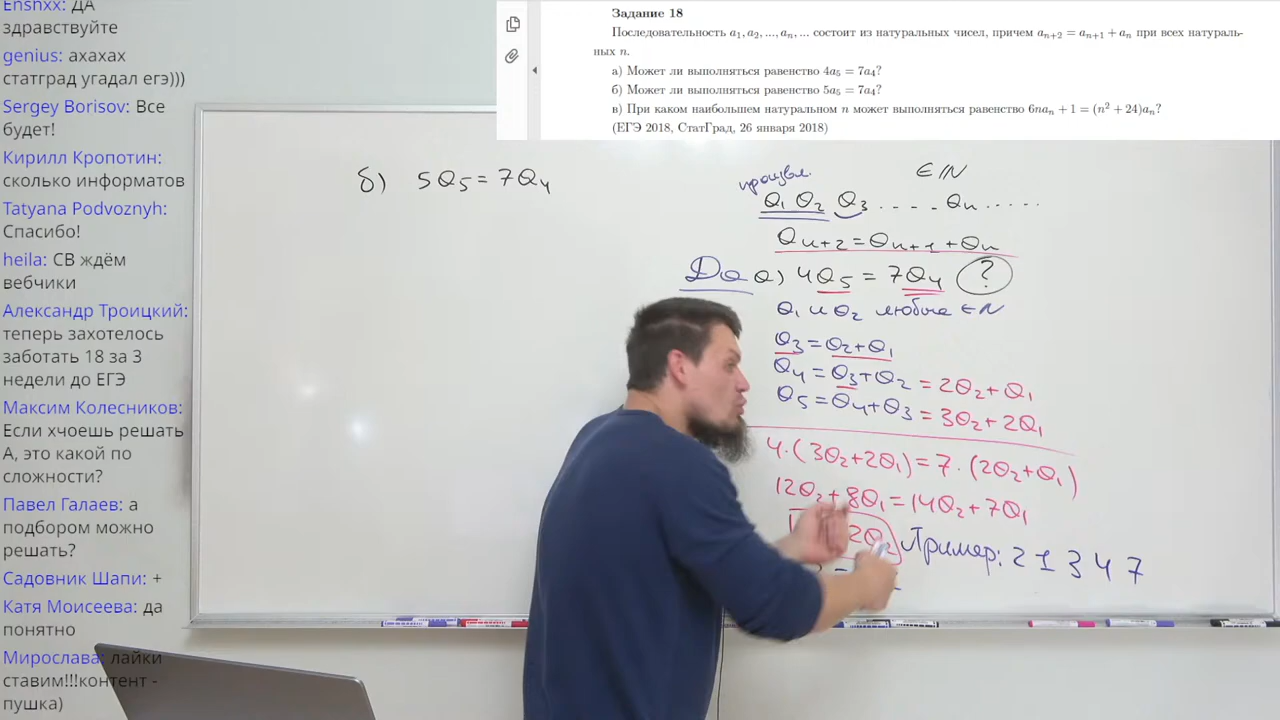 Enshxx: ДА
здравствуйте
genius: ахахах
статград угадал егэ)))
Sergey Borisov: Все
будет!
Кирилл Кропотин:
сколько информатов
Tatyana Podvoznyh:
Спасибо!
heila: СВ ждём
вебчики
Александр Троицкий:
теперь захотелось
заботать 18 за 3
недели до ЕГЭ
Максим Колесников:
Если хчоешь решать
А, это какой по
сложности?
Павел Галаев: а
подбором можно
решать?
Садовник Шапи: +
Катя Моисеева: да
понятно
Мирослава: лайки
ставим!!!контент -
пушка)
Задание 18
Последовательность a₁, a₂, ..., aₙ, ... состоит из натуральных чисел, причем aₙ₊₂ = aₙ₊₁ + aₙ при всех натураль-
ных n.
а) Может ли выполняться равенство 4a₅ = 7a₄?
б) Может ли выполняться равенство 5a₅ = 7a₄?
в) При каком наибольшем натуральном n может выполняться равенство 6naₙ + 1 = (n² + 24)aₙ?
(ЕГЭ 2018, СтатГрад, 26 января 2018)
б) 5a₅ = 7a₄
произвол. ∈ ℕ
a₁ a₂ a₃ .... aₙ .....
aₙ₊₂ = aₙ₊₁ + aₙ
Да а) 4a₅ = 7a₄ ?
a₁ и a₂ любые ∈ ℕ
a₃ = a₂ + a₁
a₄ = a₃ + a₂ = 2a₂ + a₁
a₅ = a₄ + a₃ = 3a₂ + 2a₁
4·(3a₂ + 2a₁) = 7·(2a₂ + a₁)
12a₂ + 8a₁ = 14a₂ + 7a₁
2a₂
Пример: 2 1 3 4 7